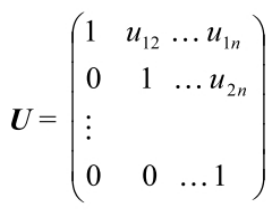 1 u₁₂ … u₁ₙ
0 1 … u₂ₙ
U = ⋮
0 0 … 1